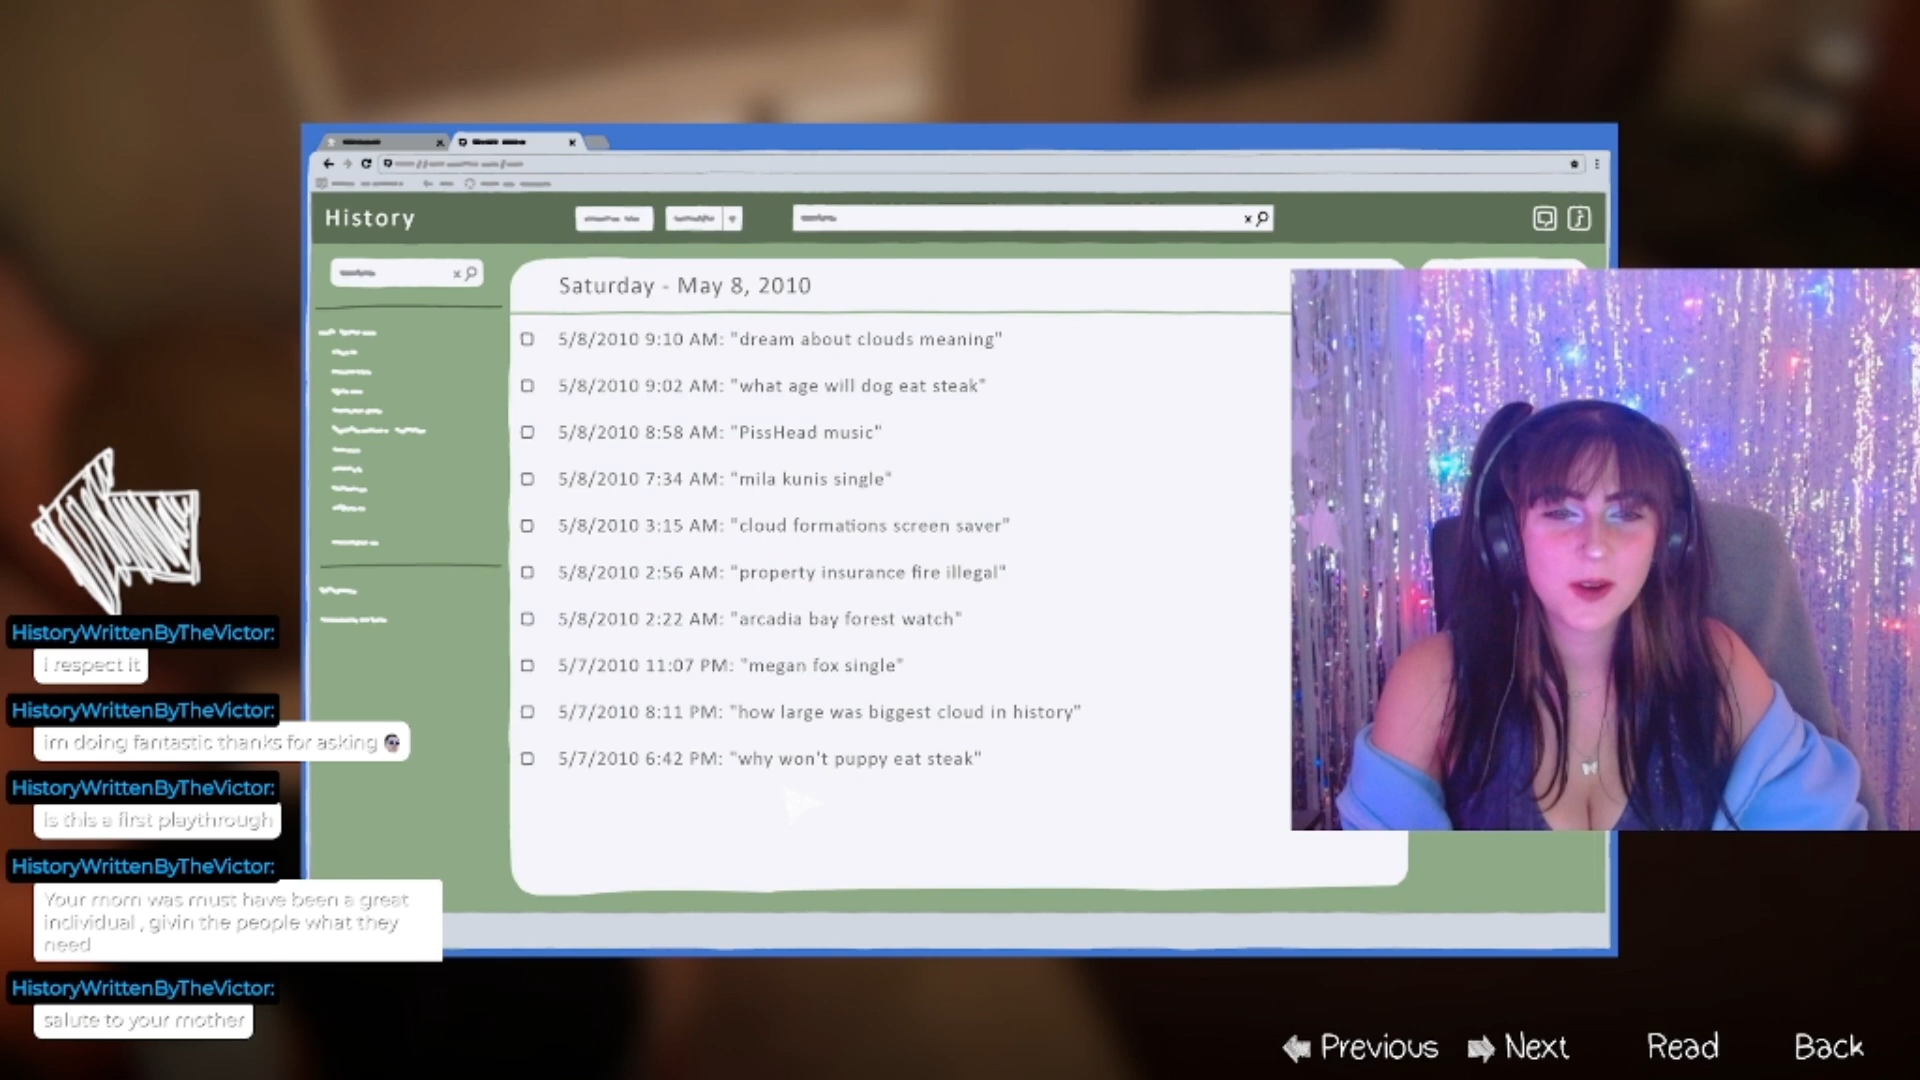 History
Saturday - May 8, 2010
5/8/2010 9:10 AM: "dream about clouds meaning"
5/8/2010 9:02 AM: "what age will dog eat steak"
5/8/2010 8:58 AM: "PissHead music"
5/8/2010 7:34 AM: "mila kunis single"
5/8/2010 3:15 AM: "cloud formations screen saver"
5/8/2010 2:56 AM: "property insurance fire illegal"
5/8/2010 2:22 AM: "arcadia bay forest watch"
5/7/2010 11:07 PM: "megan fox single"
5/7/2010 8:11 PM: "how large was biggest cloud in history"
5/7/2010 6:42 PM: "why won't puppy eat steak"
HistoryWrittenByTheVictor:
i respect it
HistoryWrittenByTheVictor:
im doing fantastic thanks for asking
HistoryWrittenByTheVictor:
is this a first playthrough
HistoryWrittenByTheVictor:
Your mom was must have been a great
individual , givin the people what they
need
HistoryWrittenByTheVictor:
salute to your mother
Previous Next Read Back